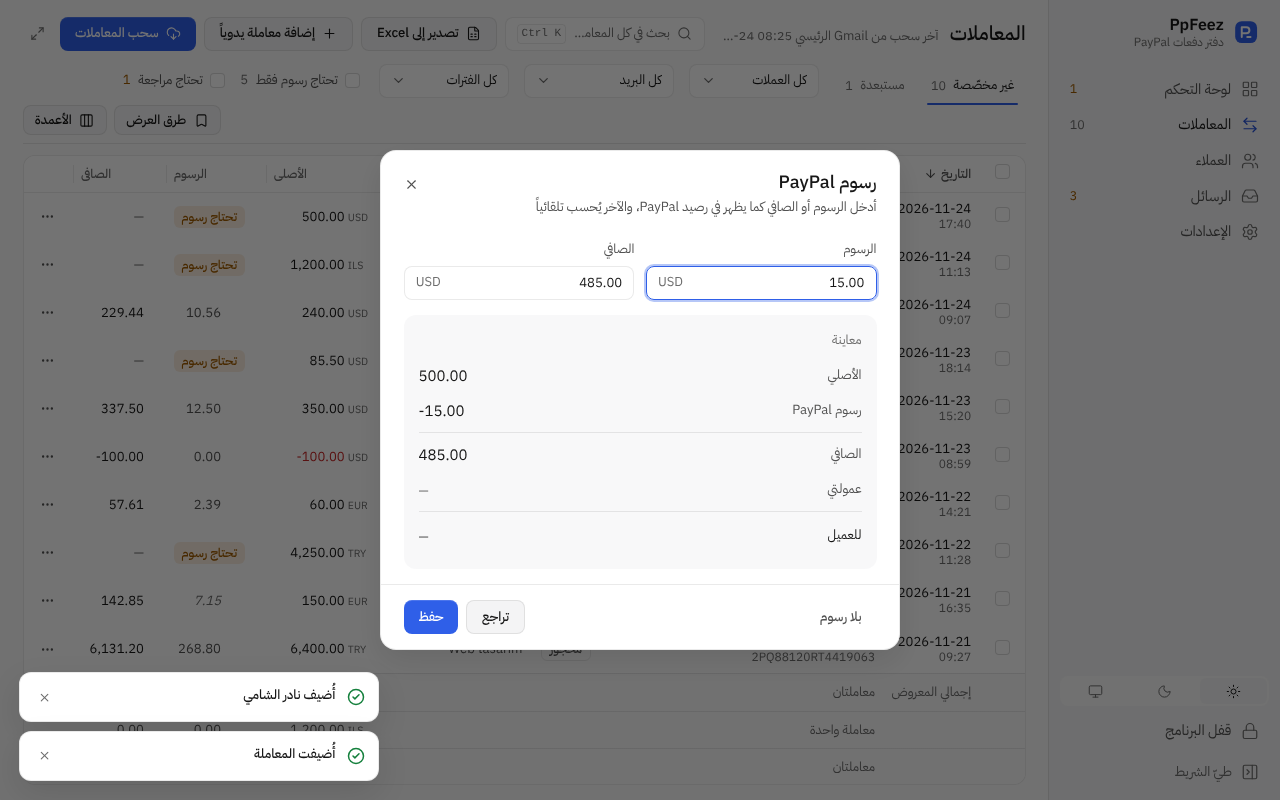 PpFeez
دفتر دفعات PayPal
لوحة التحكم 1
المعاملات 10
العملاء
الرسائل 3
الإعدادات
قفل البرنامج
طيّ الشريط
المعاملات
آخر سحب من Gmail الرئيسي 08:25 24-...
بحث في كل المعامـ... Ctrl K
تصدير إلى Excel
إضافة معاملة يدوياً
سحب المعاملات
غير مخصّصة 10
مستبعدة 1
كل العملات
كل البريد
كل الفترات
تحتاج رسوم فقط 5
تحتاج مراجعة 1
طرق العرض
الأعمدة
التاريخ
الأصلي
الرسوم
الصافي
2026-11-24
17:40
500.00 USD
تحتاج رسوم
—
2026-11-24
11:13
1,200.00 ILS
تحتاج رسوم
—
2026-11-24
09:07
240.00 USD
10.56
229.44
2026-11-23
18:14
85.50 USD
تحتاج رسوم
—
2026-11-23
15:20
350.00 USD
12.50
337.50
2026-11-23
08:59
-100.00 USD
0.00
-100.00
2026-11-22
14:21
60.00 EUR
2.39
57.61
2026-11-22
11:28
4,250.00 TRY
تحتاج رسوم
—
2026-11-21
16:35
150.00 EUR
7.15
142.85
2026-11-21
09:27
2PQ88120RT4419063
محجوز
Web tasarım
6,400.00 TRY
268.80
6,131.20
إجمالي المعروض
معاملتان
معاملة واحدة
1,200.00 ILS
0.00
0.00
معاملتان
رسوم PayPal
أدخل الرسوم أو الصافي كما يظهر في رصيد PayPal، والآخر يُحسب تلقائياً
الرسوم
15.00 USD
الصافي
485.00 USD
معاينة
الأصلي 500.00
رسوم PayPal -15.00
الصافي 485.00
عمولتي —
للعميل —
بلا رسوم
تراجع
حفظ
أُضيف نادر الشامي
أُضيفت المعاملة